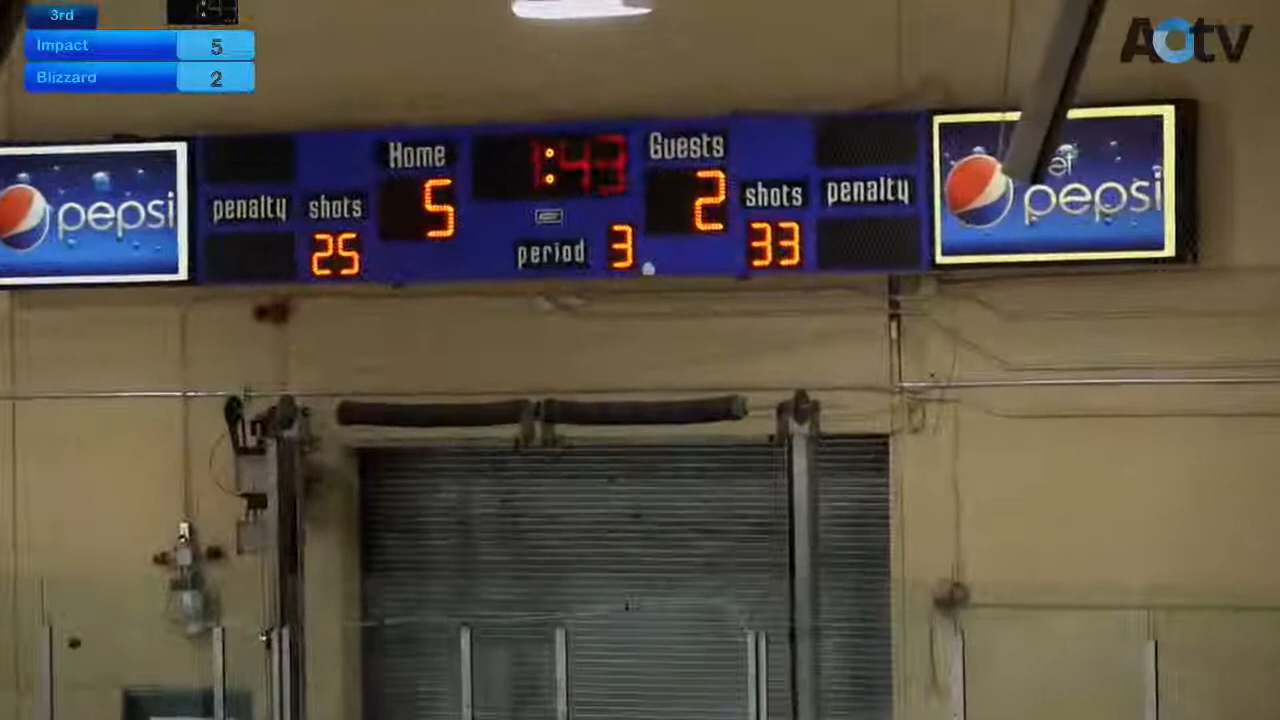 3rd
Impact 5
Blizzard 2
Aotv
Home 1:43 Guests
5 2
penalty shots shots penalty
25 period 3 33
pepsi
pepsi